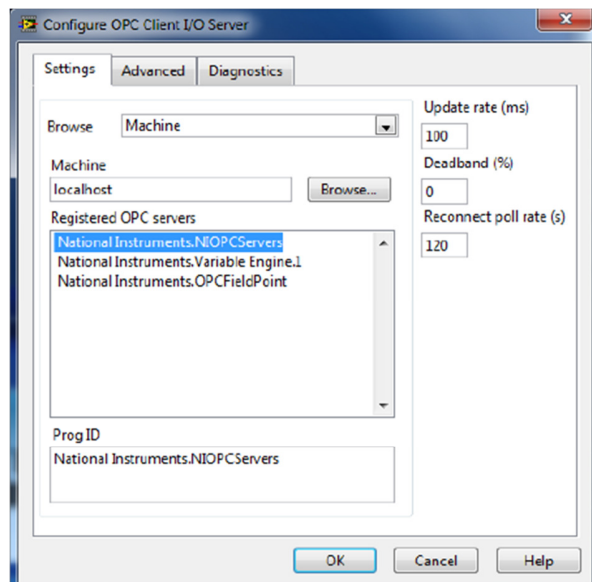 Configure OPC Client I/O Server
Settings Advanced Diagnostics
Browse Machine
Machine
localhost Browse...
Registered OPC servers
National Instruments.NIOPCServers
National Instruments.Variable Engine.1
National Instruments.OPCFieldPoint
Prog ID
National Instruments.NIOPCServers
Update rate (ms)
100
Deadband (%)
0
Reconnect poll rate (s)
120
OK Cancel Help